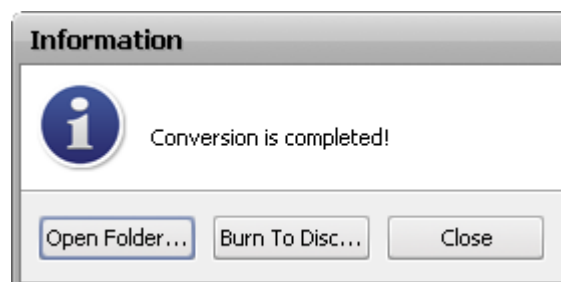 Information
Conversion is completed!
Open Folder... Burn To Disc... Close